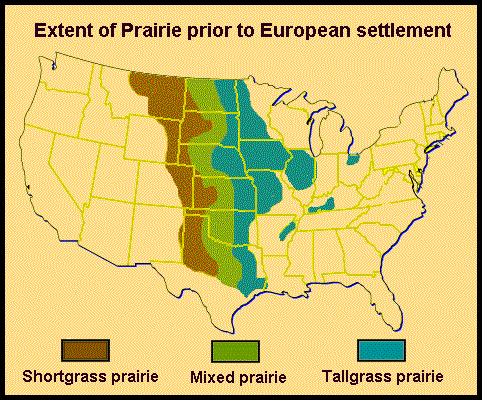 Extent of Prairie prior to European settlement
Shortgrass prairie
Mixed prairie
Tallgrass prairie